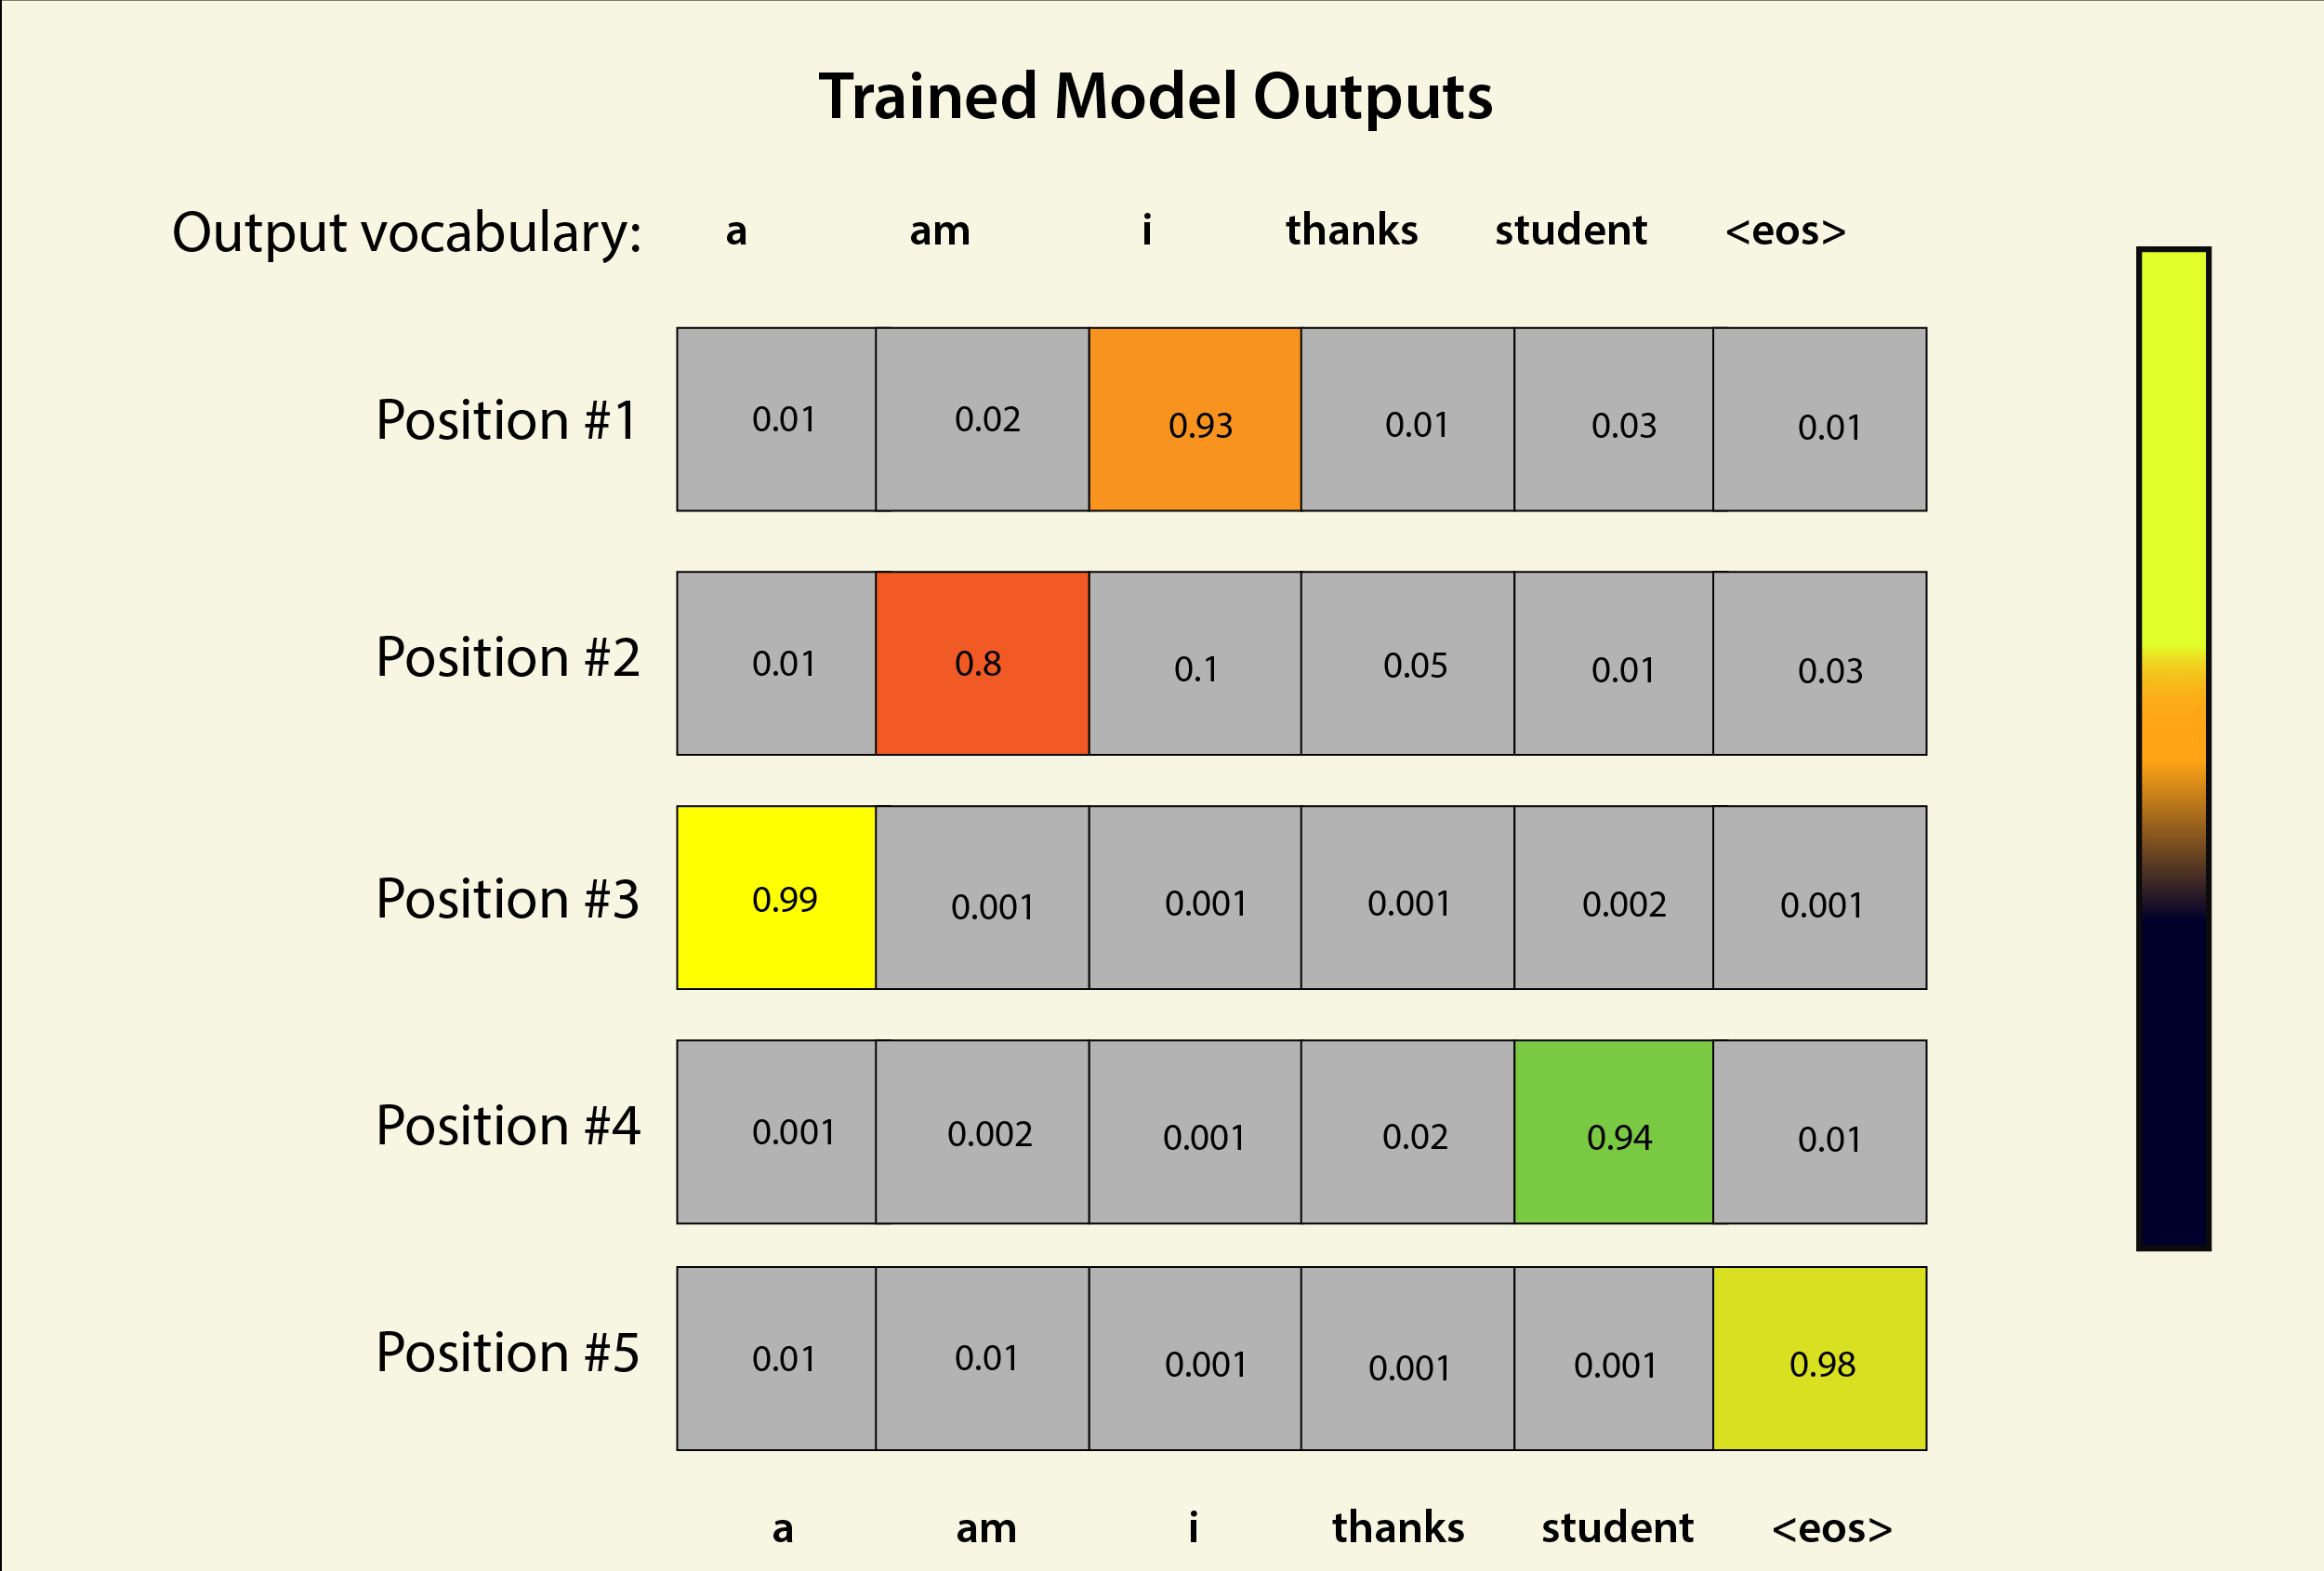 Trained Model Outputs
Output vocabulary: a am i thanks student <eos>
Position #1 0.01 0.02 0.93 0.01 0.03 0.01
Position #2 0.01 0.8 0.1 0.05 0.01 0.03
Position #3 0.99 0.001 0.001 0.001 0.002 0.001
Position #4 0.001 0.002 0.001 0.02 0.94 0.01
Position #5 0.01 0.01 0.001 0.001 0.001 0.98
a am i thanks student <eos>